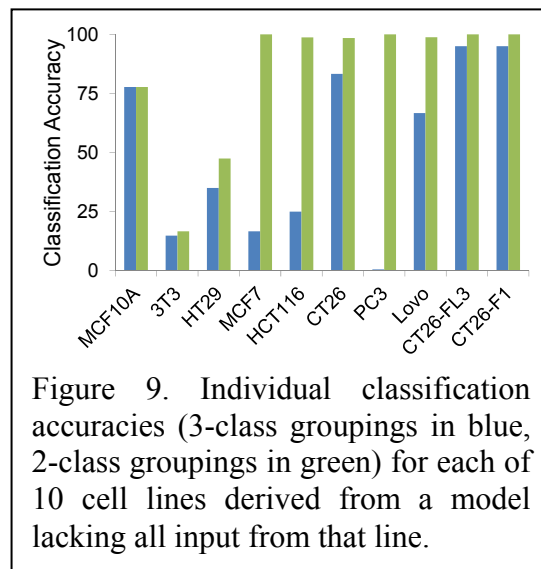 100
75
50
25
0
Classification Accuracy
MCF10A
3T3
HT29
MCF7
HCT116
CT26
PC3
Lovo
CT26-FL3
CT26-F1
Figure 9. Individual classification
accuracies (3-class groupings in blue,
2-class groupings in green) for each of
10 cell lines derived from a model
lacking all input from that line.